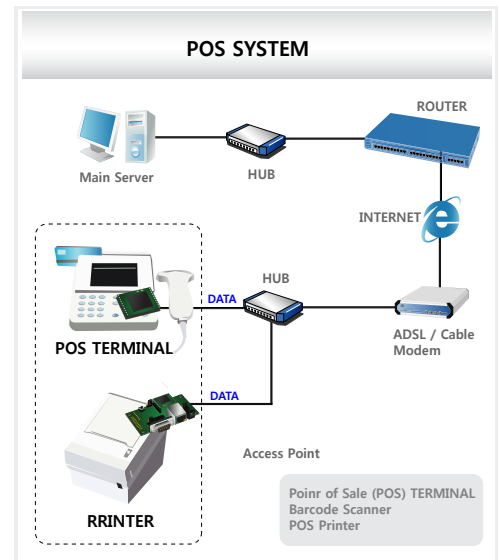 POS SYSTEM
ROUTER
Main Server
HUB
INTERNET
HUB
DATA
POS TERMINAL
ADSL / Cable
Modem
DATA
Access Point
RRINTER
Poinr of Sale (POS) TERMINAL
Barcode Scanner
POS Printer